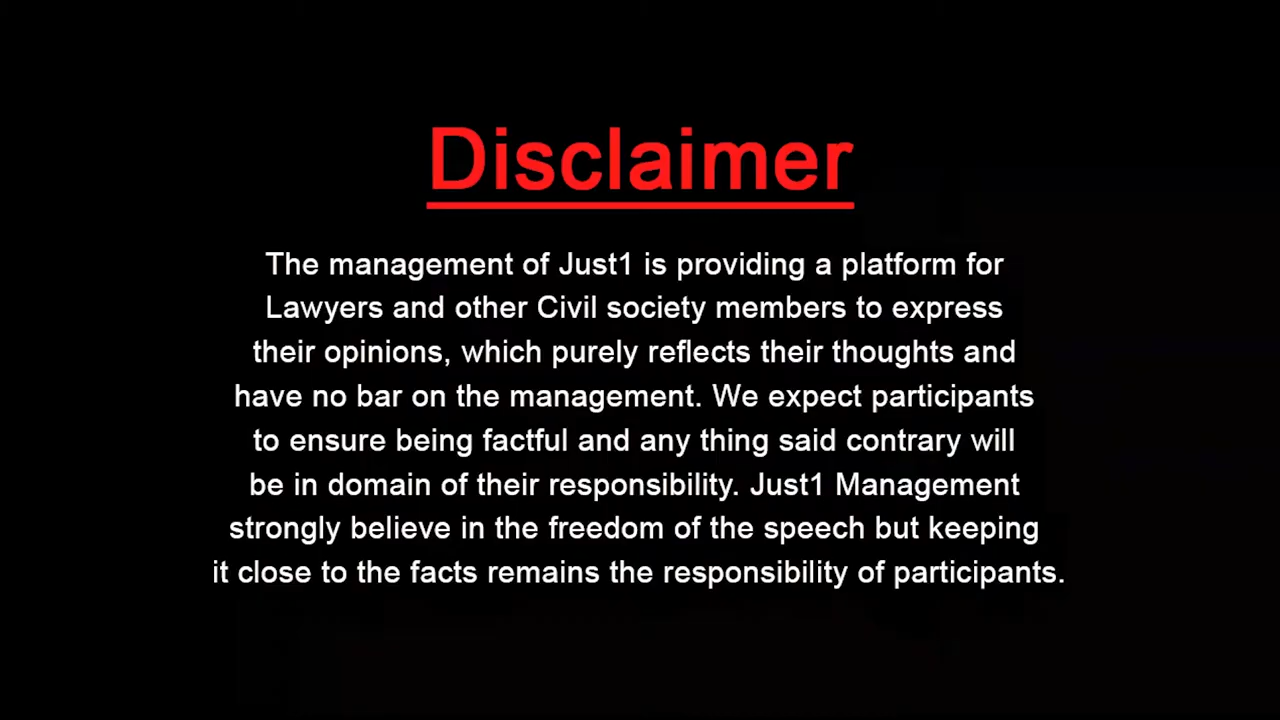 Disclaimer
The management of Just1 is providing a platform for
Lawyers and other Civil society members to express
their opinions, which purely reflects their thoughts and
have no bar on the management. We expect participants
to ensure being factful and any thing said contrary will
be in domain of their responsibility. Just1 Management
strongly believe in the freedom of the speech but keeping
it close to the facts remains the responsibility of participants.